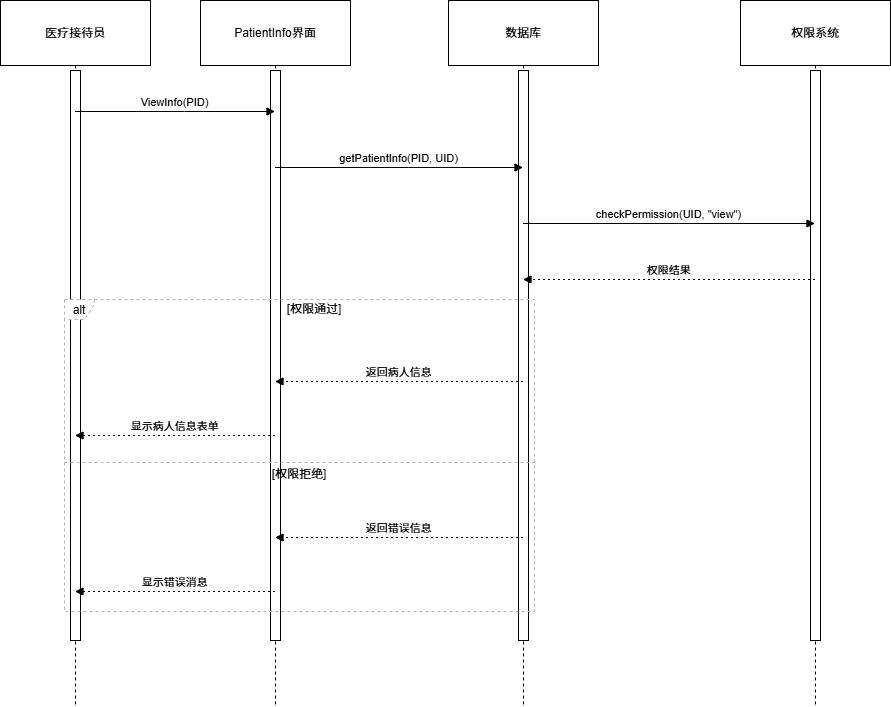 医疗接待员
PatientInfo界面
数据库
权限系统
ViewInfo(PID)
getPatientInfo(PID, UID)
checkPermission(UID, "view")
权限结果
alt
[权限通过]
返回病人信息
显示病人信息表单
[权限拒绝]
返回错误信息
显示错误消息